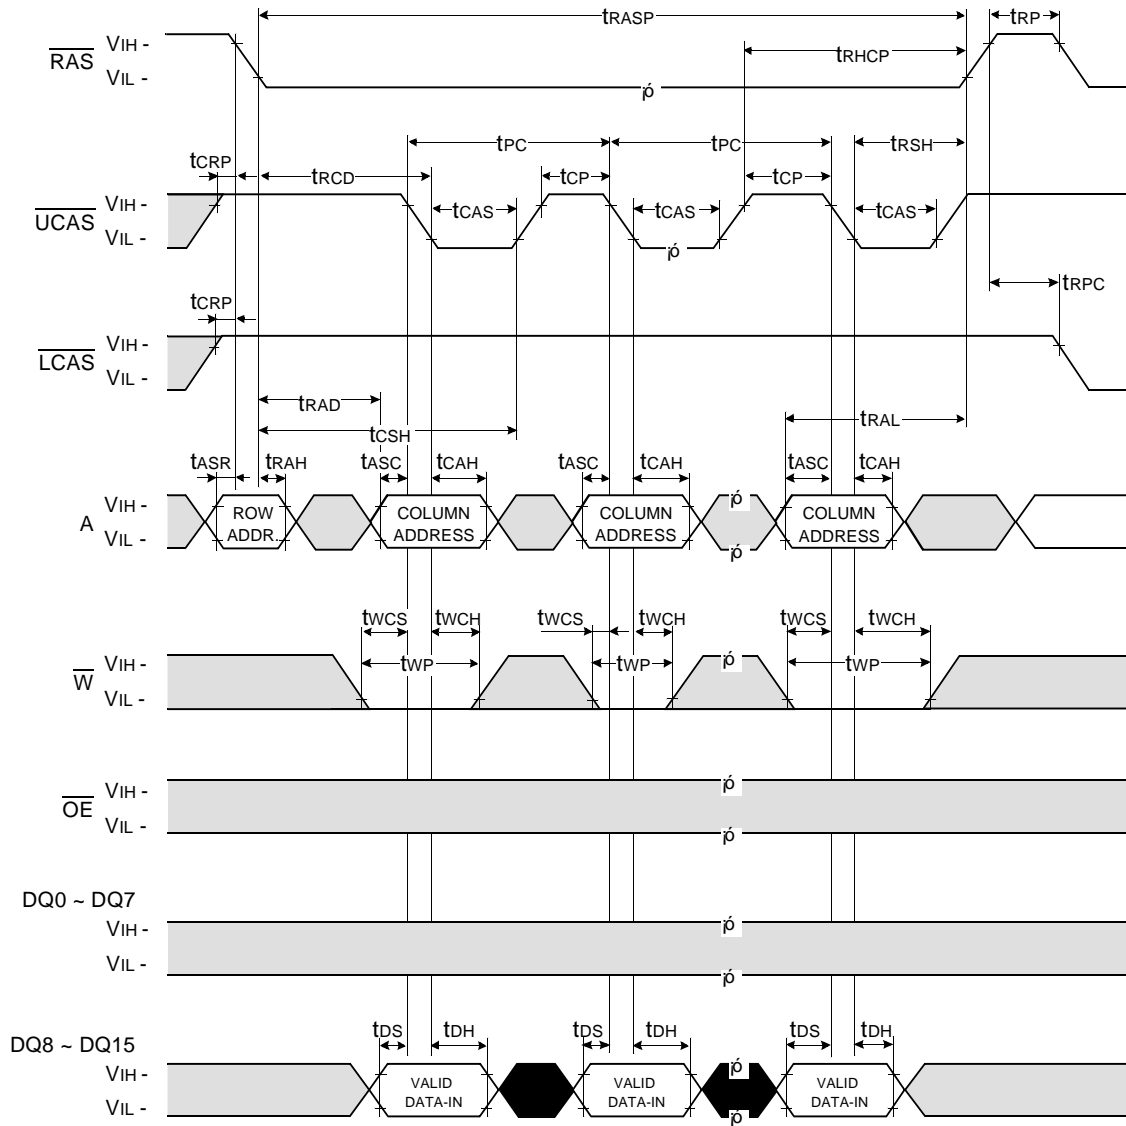 tRASP
tRP
RAS
VIH -
VIL -
tRHCP
¡ó
tPC
tPC
tRSH
tCRP
tRCD
tCP
tCP
UCAS
VIH -
VIL -
tCAS
tCAS
tCAS
¡ó
tRPC
tCRP
LCAS
VIH -
VIL -
tRAD
tCSH
tRAL
tASR
tRAH
tASC
tCAH
tASC
tCAH
tASC
tCAH
A
VIH -
VIL -
ROW
ADDR.
COLUMN
ADDRESS
COLUMN
ADDRESS
¡ó
¡ó
COLUMN
ADDRESS
tWCS
tWCH
tWCS
tWCH
tWCS
tWCH
tWP
tWP
tWP
W
VIH -
VIL -
¡ó
OE
VIH -
VIL -
¡ó
¡ó
DQ0 ~ DQ7
VIH -
VIL -
¡ó
¡ó
DQ8 ~ DQ15
tDS
tDH
tDS
tDH
tDS
tDH
VIH -
VIL -
VALID
DATA-IN
VALID
DATA-IN
¡ó
¡ó
VALID
DATA-IN